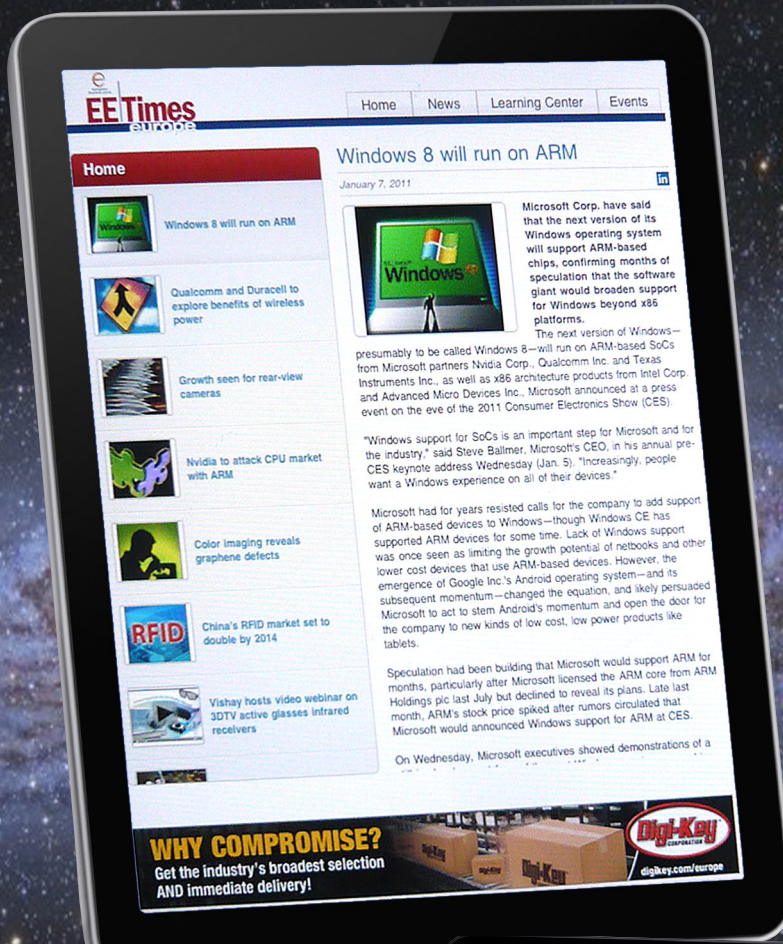 EE Times
europe
Home
News
Learning Center
Events
Home
Windows 8 will run on ARM
Qualcomm and Duracell to
explore benefits of wireless
power
Growth seen for rear-view
cameras
Nvidia to attack CPU market
with ARM
Color imaging reveals
graphene defects
RFID
China's RFID market set to
double by 2014
Vishay hosts video webinar on
3DTV active glasses infrared
receivers
Windows 8 will run on ARM
January 7, 2011
in
Windows
Microsoft Corp. have said
that the next version of its
Windows operating system
will support ARM-based
chips, confirming months of
speculation that the software
giant would broaden support
for Windows beyond x86
platforms.
The next version of Windows—
presumably to be called Windows 8—will run on ARM-based SoCs
from Microsoft partners Nvidia Corp., Qualcomm Inc. and Texas
Instruments Inc., as well as x86 architecture products from Intel Corp.
and Advanced Micro Devices Inc., Microsoft announced at a press
event on the eve of the 2011 Consumer Electronics Show (CES).
"Windows support for SoCs is an important step for Microsoft and for
the industry," said Steve Ballmer, Microsoft's CEO, in his annual pre-
CES keynote address Wednesday (Jan. 5). "Increasingly, people
want a Windows experience on all of their devices."
Microsoft had for years resisted calls for the company to add support
of ARM-based devices to Windows—though Windows CE has
supported ARM devices for some time. Lack of Windows support
was once seen as limiting the growth potential of netbooks and other
lower cost devices that use ARM-based devices. However, the
emergence of Google Inc.'s Android operating system—and its
subsequent momentum—changed the equation, and likely persuaded
Microsoft to act to stem Android's momentum and open the door for
the company to new kinds of low cost, low power products like
tablets.
Speculation had been building that Microsoft would support ARM for
months, particularly after Microsoft licensed the ARM core from ARM
Holdings plc last July but declined to reveal its plans. Late last
month, ARM's stock price spiked after rumors circulated that
Microsoft would announced Windows support for ARM at CES.
On Wednesday, Microsoft executives showed demonstrations of a
WHY COMPROMISE?
Get the industry's broadest selection
AND immediate delivery!
Digi-Key
Digi-Key
Digi-Key
CORPORATION
digikey.com/europe